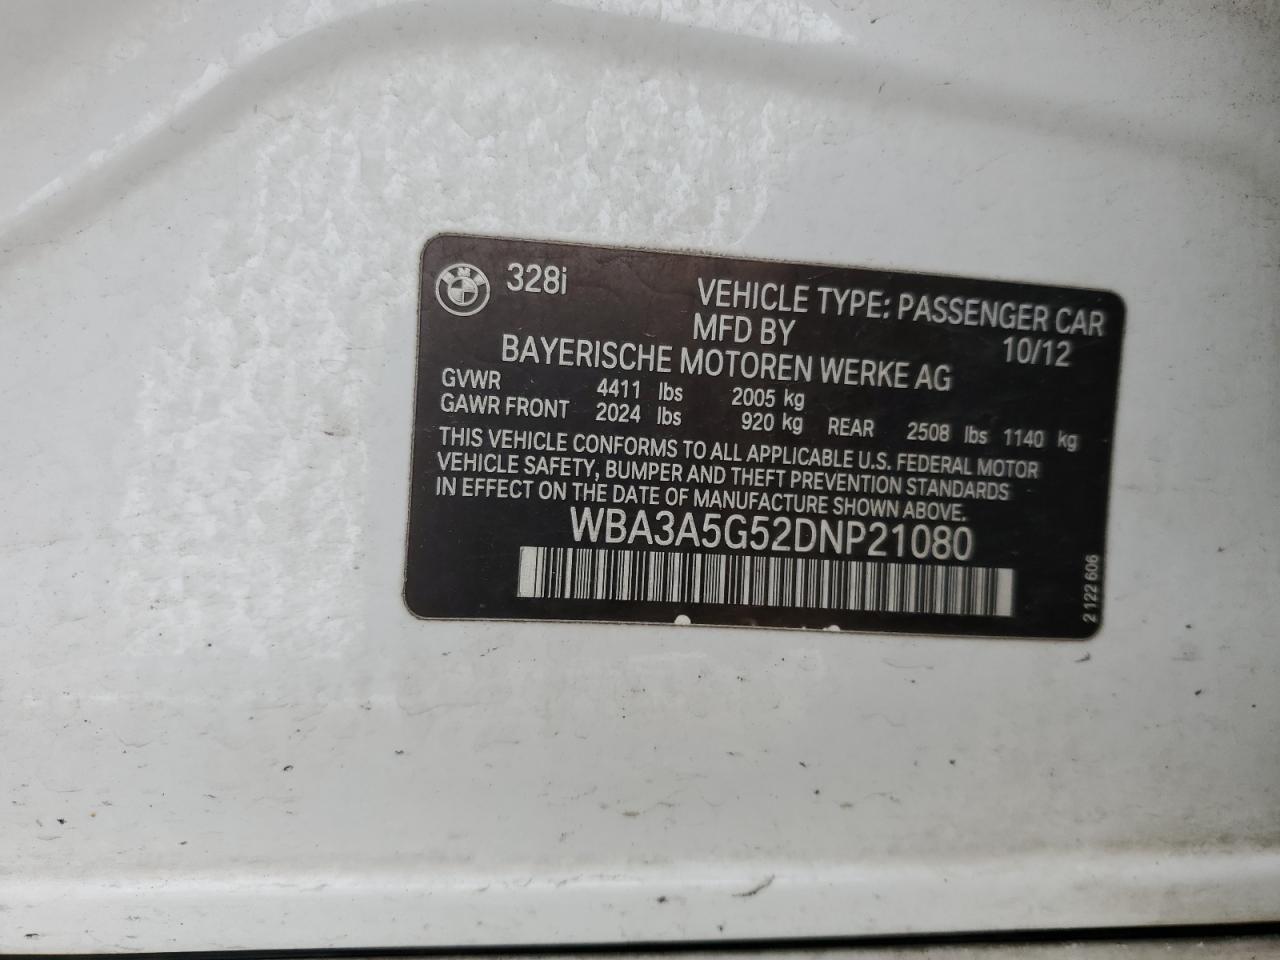 BMW 328i
VEHICLE TYPE: PASSENGER CAR
MFD BY 10/12
BAYERISCHE MOTOREN WERKE AG
GVWR 4411 lbs 2005 kg
GAWR FRONT 2024 lbs 920 kg REAR 2508 lbs 1140 kg
THIS VEHICLE CONFORMS TO ALL APPLICABLE U.S. FEDERAL MOTOR
VEHICLE SAFETY, BUMPER AND THEFT PREVENTION STANDARDS
IN EFFECT ON THE DATE OF MANUFACTURE SHOWN ABOVE.
WBA3A5G52DNP21080
2 122 606